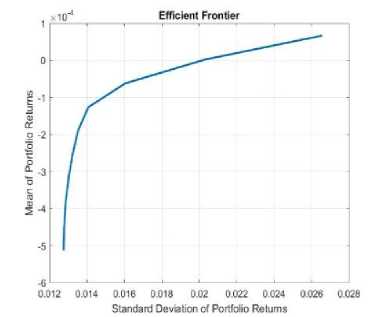 ×10⁻⁴
Efficient Frontier
1
0
-1
-2
-3
-4
-5
-6
Mean of Portfolio Returns
0.012 0.014 0.016 0.018 0.02 0.022 0.024 0.026 0.028
Standard Deviation of Portfolio Returns